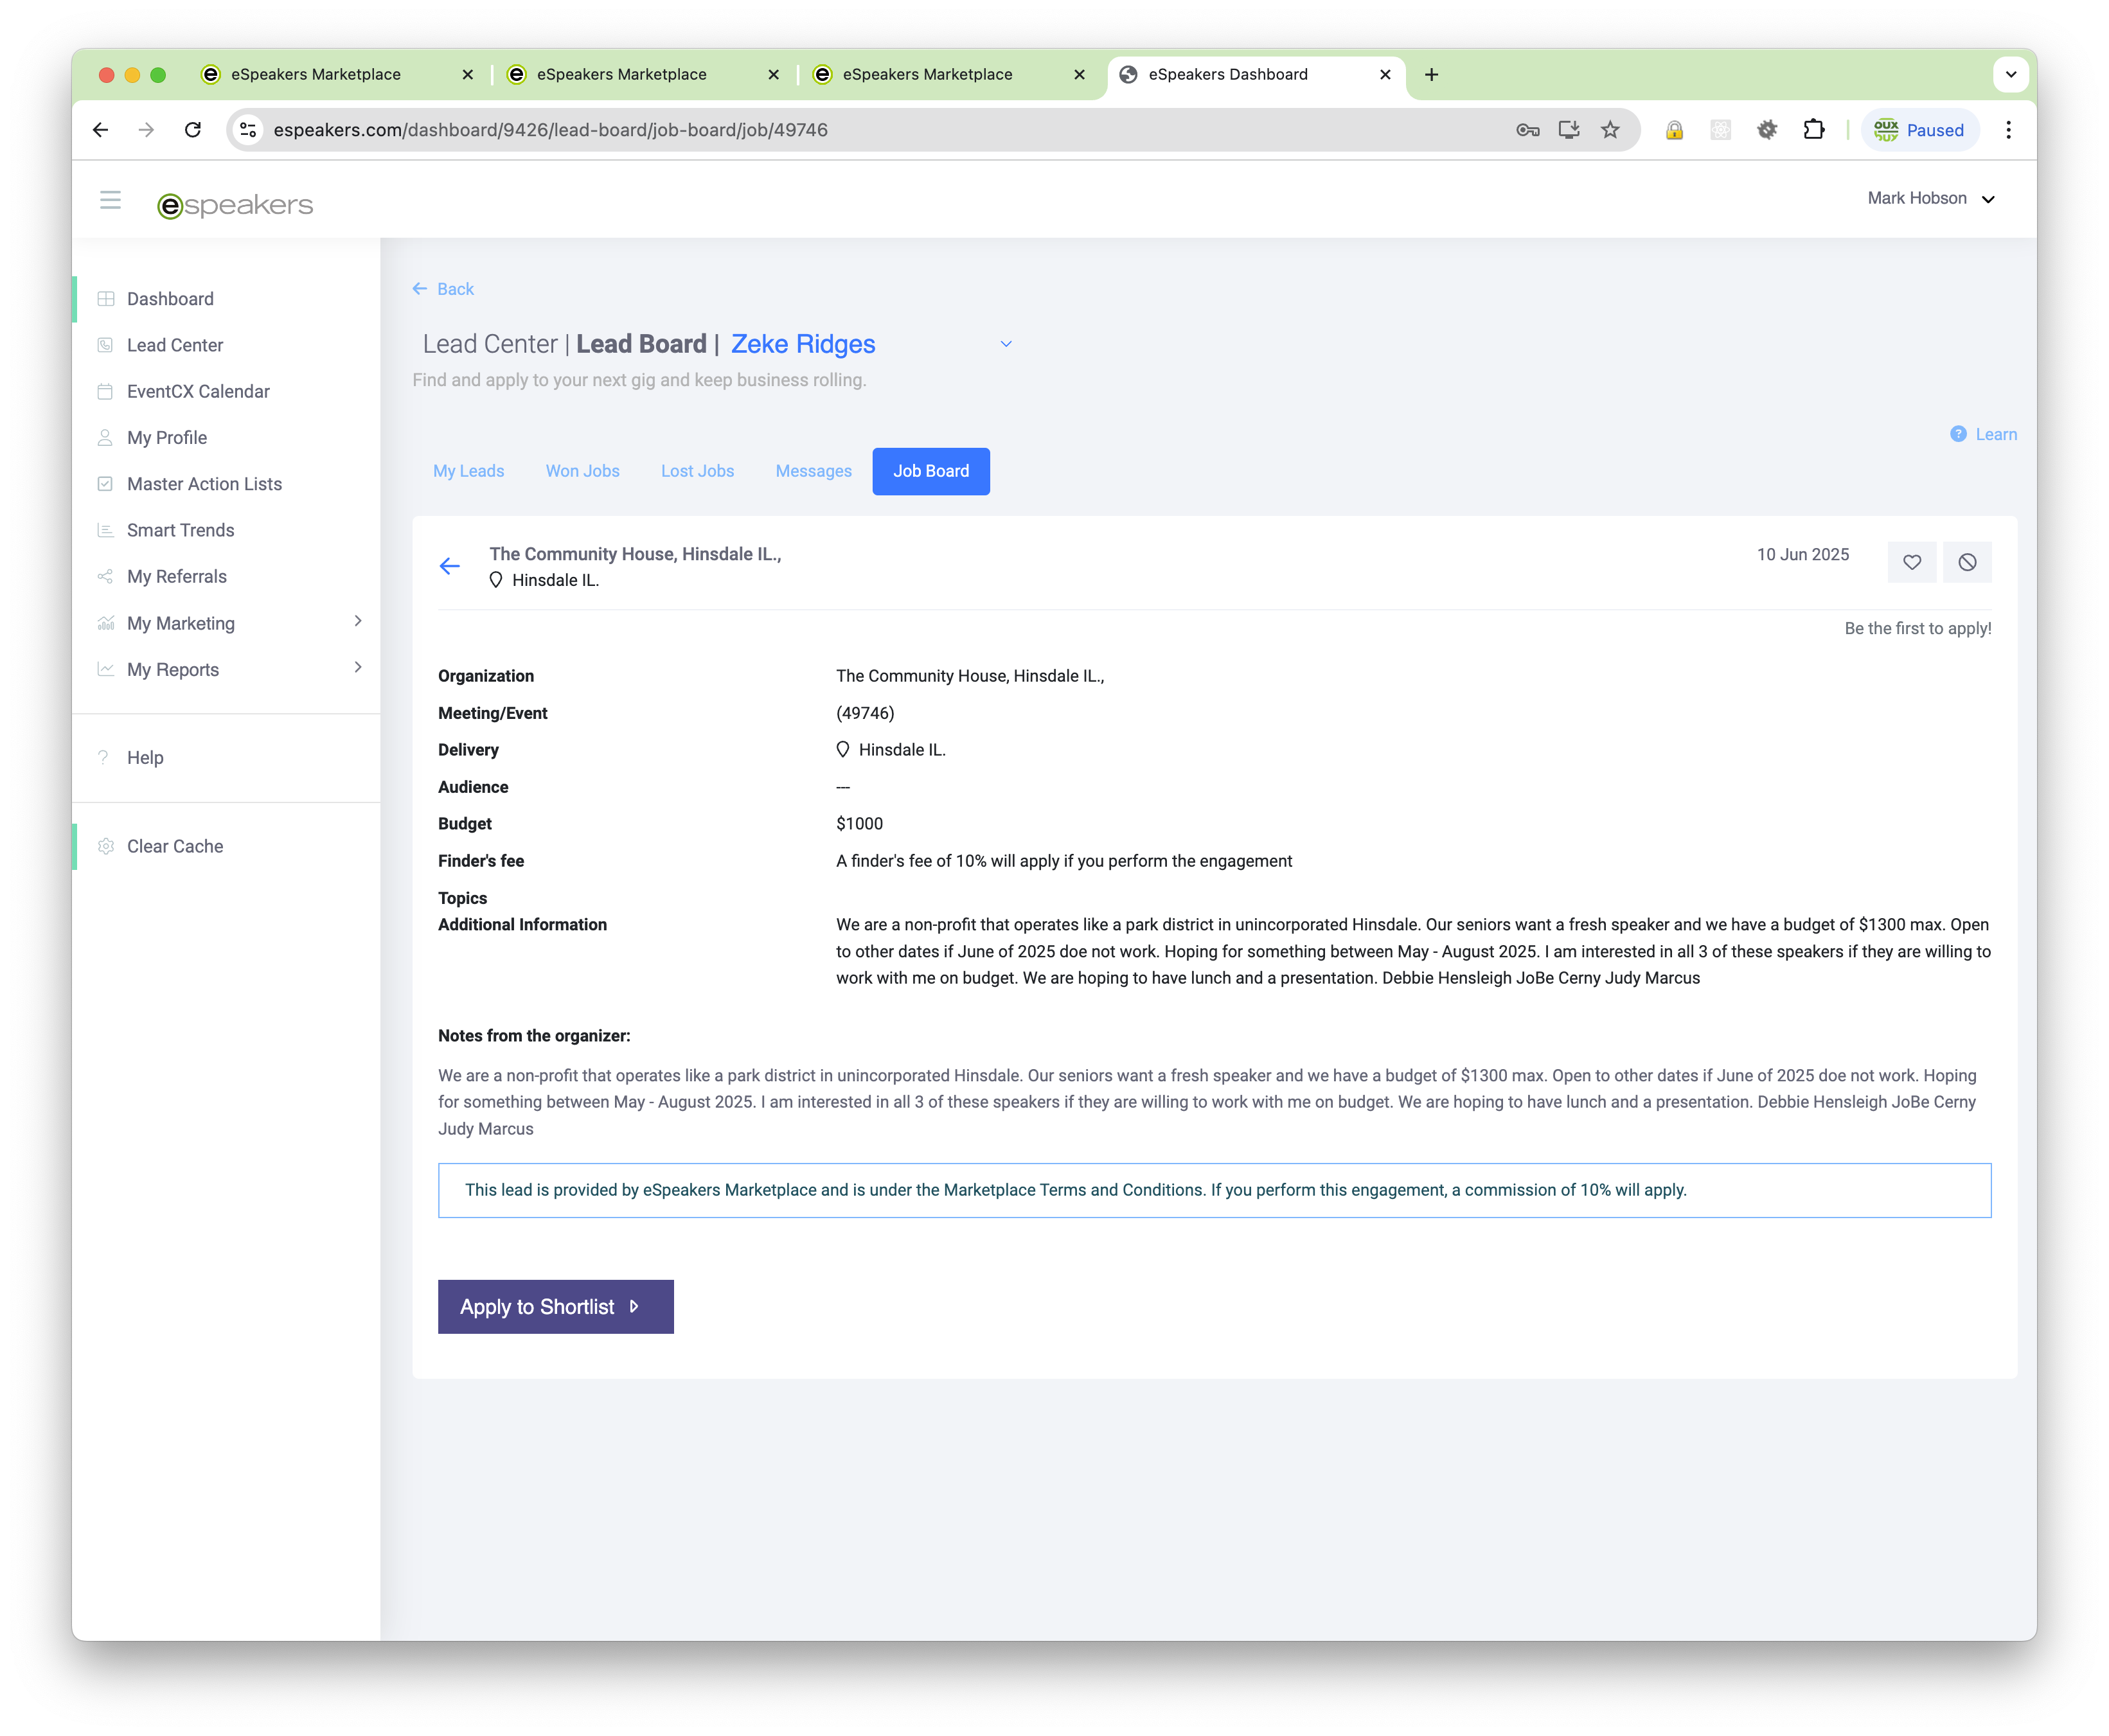 eSpeakers Marketplace
eSpeakers Marketplace
eSpeakers Marketplace
eSpeakers Dashboard
espeakers.com/dashboard/9426/lead-board/job-board/job/49746
Paused
espeakers
Mark Hobson
Dashboard
Lead Center
EventCX Calendar
My Profile
Master Action Lists
Smart Trends
My Referrals
My Marketing
My Reports
Help
Clear Cache
Back
Lead Center | Lead Board | Zeke Ridges
Find and apply to your next gig and keep business rolling.
Learn
My Leads
Won Jobs
Lost Jobs
Messages
Job Board
The Community House, Hinsdale IL.,
Hinsdale IL.
10 Jun 2025
Be the first to apply!
Organization The Community House, Hinsdale IL.,
Meeting/Event (49746)
Delivery Hinsdale IL.
Audience ---
Budget $1000
Finder's fee A finder's fee of 10% will apply if you perform the engagement
Topics
Additional Information We are a non-profit that operates like a park district in unincorporated Hinsdale. Our seniors want a fresh speaker and we have a budget of $1300 max. Open
to other dates if June of 2025 doe not work. Hoping for something between May - August 2025. I am interested in all 3 of these speakers if they are willing to
work with me on budget. We are hoping to have lunch and a presentation. Debbie Hensleigh JoBe Cerny Judy Marcus
Notes from the organizer:
We are a non-profit that operates like a park district in unincorporated Hinsdale. Our seniors want a fresh speaker and we have a budget of $1300 max. Open to other dates if June of 2025 doe not work. Hoping
for something between May - August 2025. I am interested in all 3 of these speakers if they are willing to work with me on budget. We are hoping to have lunch and a presentation. Debbie Hensleigh JoBe Cerny
Judy Marcus
This lead is provided by eSpeakers Marketplace and is under the Marketplace Terms and Conditions. If you perform this engagement, a commission of 10% will apply.
Apply to Shortlist